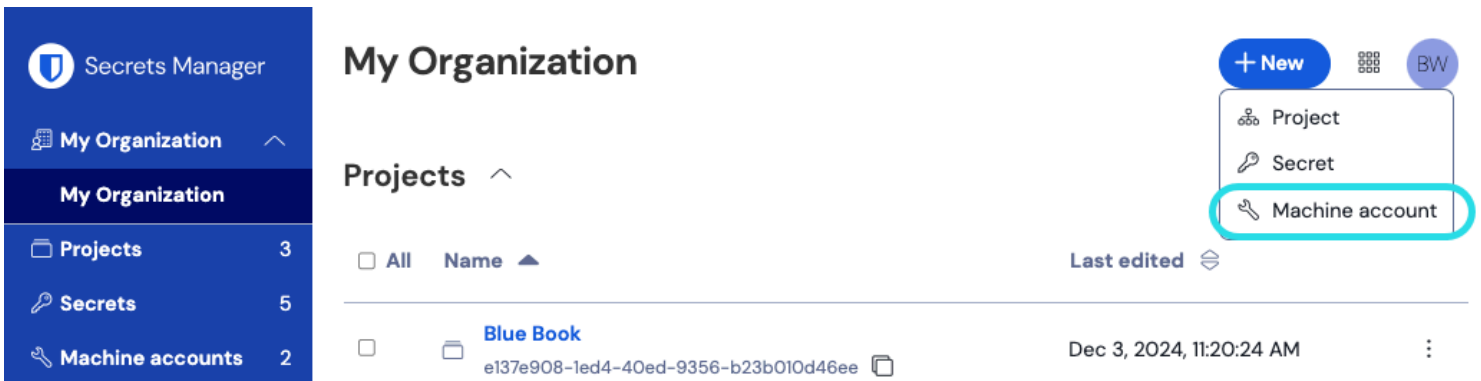 Secrets Manager
My Organization
My Organization
Projects 3
Secrets 5
Machine accounts 2
My Organization
New
BW
Project
Secret
Machine account
Projects
All Name Last edited
Blue Book
e137e908-1ed4-40ed-9356-b23b010d46ee
Dec 3, 2024, 11:20:24 AM